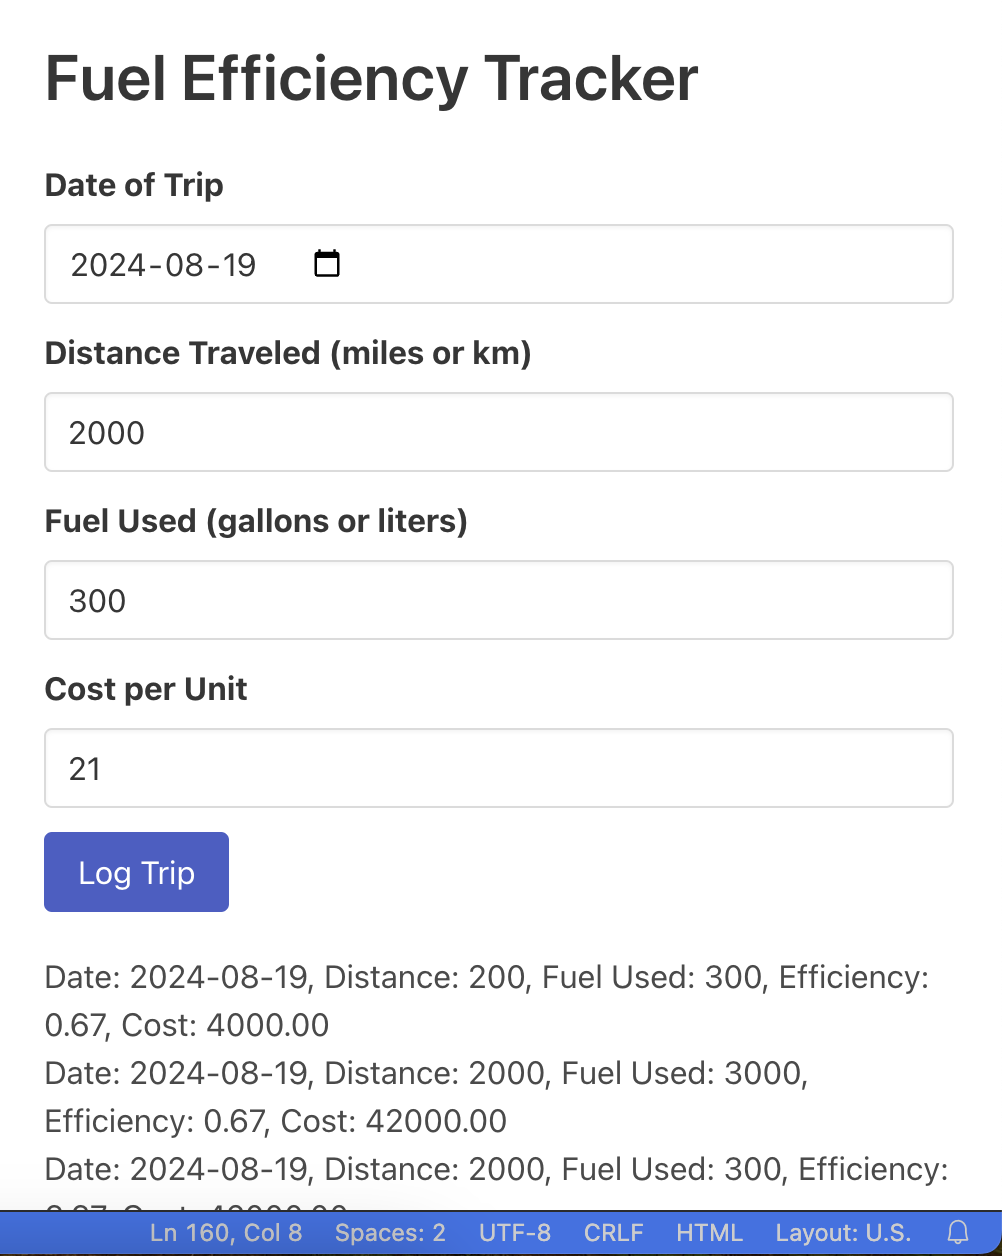 Fuel Efficiency Tracker
Date of Trip
2024-08-19
Distance Traveled (miles or km)
2000
Fuel Used (gallons or liters)
300
Cost per Unit
21
Log Trip
Date: 2024-08-19, Distance: 200, Fuel Used: 300, Efficiency:
0.67, Cost: 4000.00
Date: 2024-08-19, Distance: 2000, Fuel Used: 3000,
Efficiency: 0.67, Cost: 42000.00
Date: 2024-08-19, Distance: 2000, Fuel Used: 300, Efficiency:
Ln 160, Col 8 Spaces: 2 UTF-8 CRLF HTML Layout: U.S.